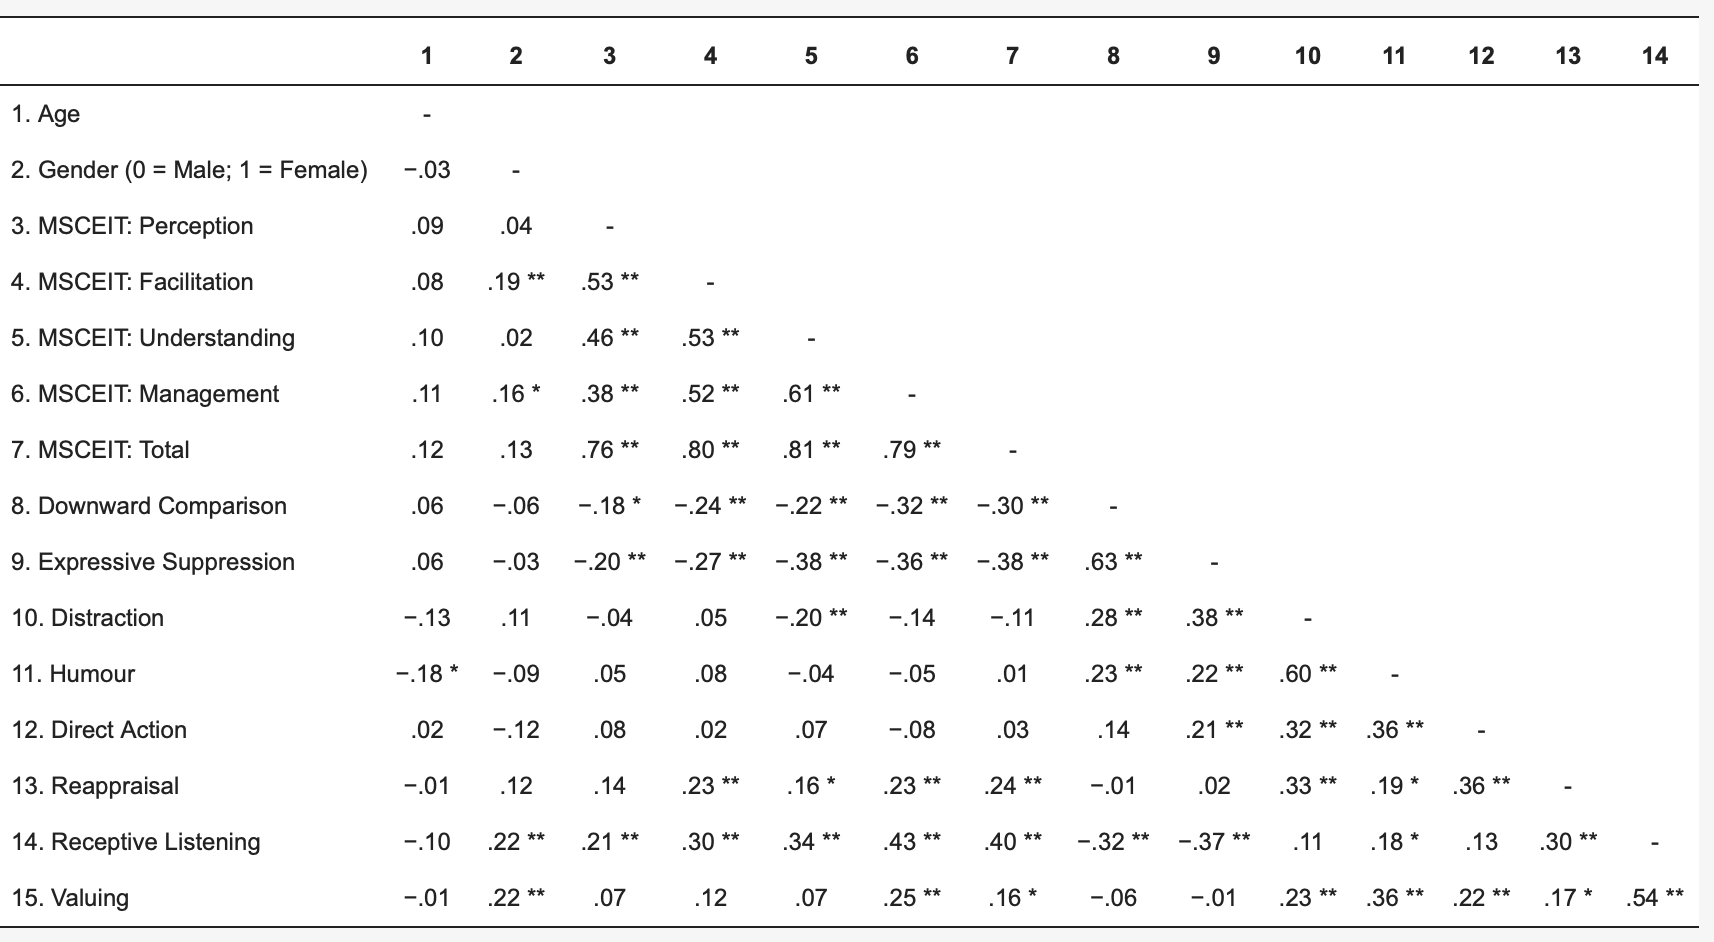 1 2 3 4 5 6 7 8 9 10 11 12 13 14
1. Age -
2. Gender (0 = Male; 1 = Female) −.03 -
3. MSCEIT: Perception .09 .04 -
4. MSCEIT: Facilitation .08 .19 ** .53 ** -
5. MSCEIT: Understanding .10 .02 .46 ** .53 ** -
6. MSCEIT: Management .11 .16 * .38 ** .52 ** .61 ** -
7. MSCEIT: Total .12 .13 .76 ** .80 ** .81 ** .79 ** -
8. Downward Comparison .06 −.06 −.18 * −.24 ** −.22 ** −.32 ** −.30 ** -
9. Expressive Suppression .06 −.03 −.20 ** −.27 ** −.38 ** −.36 ** −.38 ** .63 ** -
10. Distraction −.13 .11 −.04 .05 −.20 ** −.14 −.11 .28 ** .38 ** -
11. Humour −.18 * −.09 .05 .08 −.04 −.05 .01 .23 ** .22 ** .60 ** -
12. Direct Action .02 −.12 .08 .02 .07 −.08 .03 .14 .21 ** .32 ** .36 ** -
13. Reappraisal −.01 .12 .14 .23 ** .16 * .23 ** .24 ** −.01 .02 .33 ** .19 * .36 ** -
14. Receptive Listening −.10 .22 ** .21 ** .30 ** .34 ** .43 ** .40 ** −.32 ** −.37 ** .11 .18 * .13 .30 ** -
15. Valuing −.01 .22 ** .07 .12 .07 .25 ** .16 * −.06 −.01 .23 ** .36 ** .22 ** .17 * .54 **